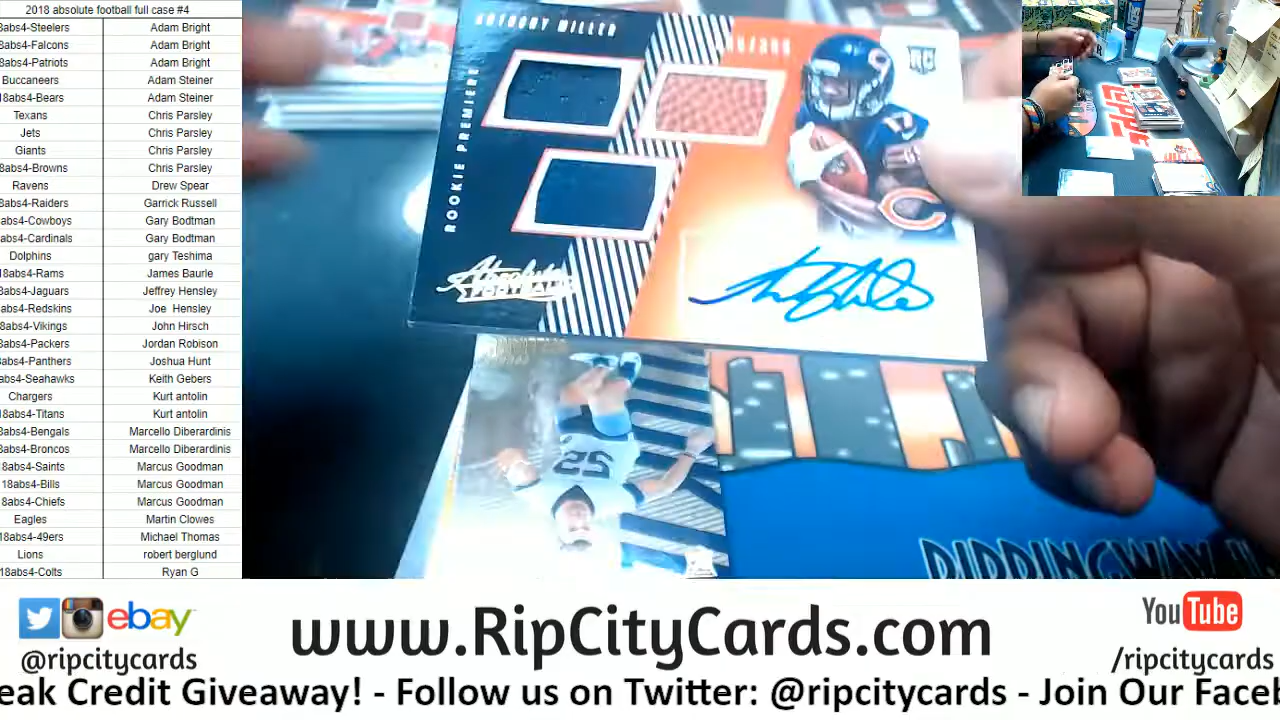 2018 absolute football full case #4
8abs4-Steelers Adam Bright
8abs4-Falcons Adam Bright
8abs4-Patriots Adam Bright
Buccaneers Adam Steiner
18abs4-Bears Adam Steiner
Texans Chris Parsley
Jets Chris Parsley
Giants Chris Parsley
8abs4-Browns Chris Parsley
Ravens Drew Spear
8abs4-Raiders Garrick Russell
abs4-Cowboys Gary Bodtman
abs4-Cardinals Gary Bodtman
Dolphins gary Teshima
18abs4-Rams James Baurle
8abs4-Jaguars Jeffrey Hensley
abs4-Redskins Joe Hensley
8abs4-Vikings John Hirsch
8abs4-Packers Jordan Robison
abs4-Panthers Joshua Hunt
abs4-Seahawks Keith Gebers
Chargers Kurt antolin
18abs4-Titans Kurt antolin
8abs4-Bengals Marcello Diberardinis
8abs4-Broncos Marcello Diberardinis
8abs4-Saints Marcus Goodman
18abs4-Bills Marcus Goodman
8abs4-Chiefs Marcus Goodman
Eagles Martin Clowes
18abs4-49ers Michael Thomas
Lions robert berglund
18abs4-Colts Ryan G
ANTHONY MILLER
RC
ROOKIE PREMIERE
Absolute
FOOTBALL
17
C
25
ebay
@ripcitycards
www.RipCityCards.com
YouTube
/ripcitycards
eak Credit Giveaway! - Follow us on Twitter: @ripcitycards - Join Our Faceb